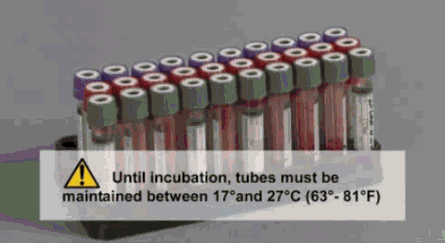 Until incubation, tubes must be
maintained between 17°and 27°C (63°- 81°F)